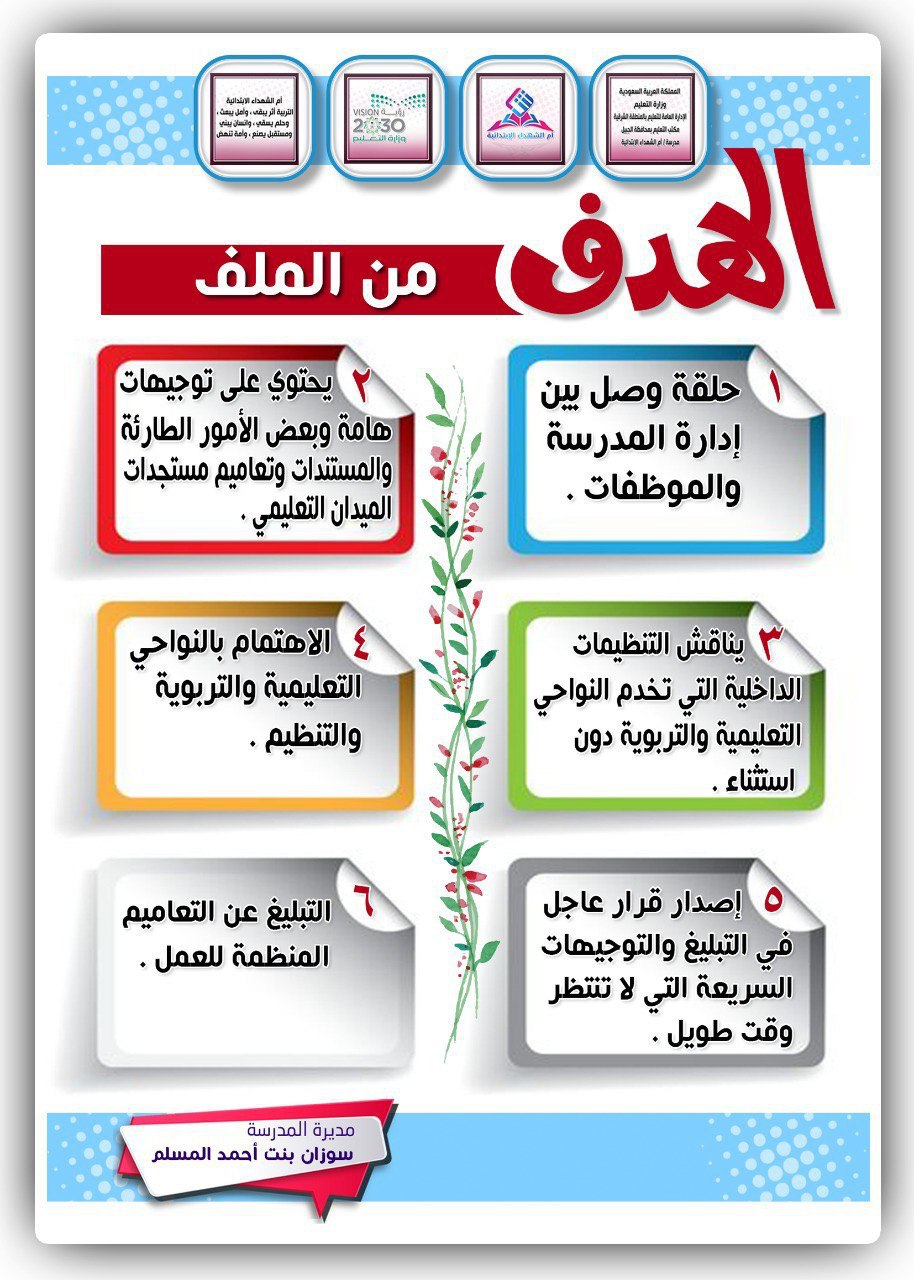 المملكة العربية السعودية
وزارة التعليم
الإدارة العامة للتعليم بالمنطقة الشرقية
مكتب التعليم بمحافظة الجبيل
مدرسة / أم الشهداء الابتدائية
أم الشهداء الابتدائية
رؤية VISION
2030
وزارة التعليم
أم الشهداء الابتدائية
التربية أثر يبقى ، وأمل يبعث ،
وحلم يسقى ، وانسان يبني
ومستقبل يصنع ، وأمة تنهض
الهدف
من الملف
١ حلقة وصل بين
إدارة المدرسة
والموظفات .
٢ يحتوي على توجيهات
هامة وبعض الأمور الطارئة
والمستندات وتعاميم مستجدات
الميدان التعليمي .
٣ يناقش التنظيمات
الداخلية التي تخدم النواحي
التعليمية والتربوية دون
استثناء .
٤ الاهتمام بالنواحي
التعليمية والتربوية
والتنظيم .
٥ إصدار قرار عاجل
في التبليغ والتوجيهات
السريعة التي لا تنتظر
وقت طويل .
٦ التبليغ عن التعاميم
المنظمة للعمل .
مديرة المدرسة
سوزان بنت أحمد المسلم